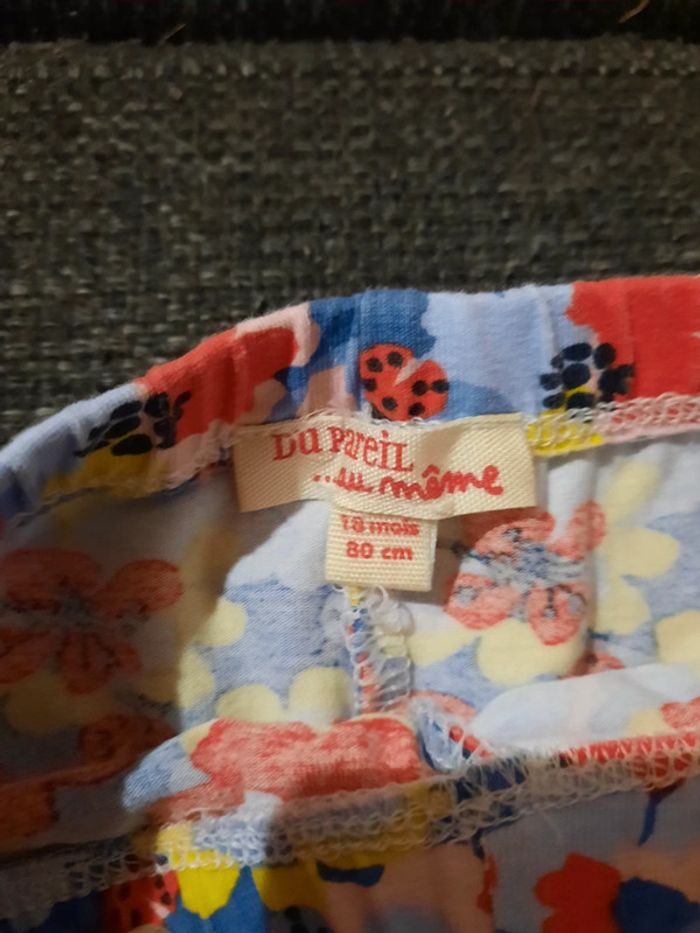 Du Pareil
...au même
18 mois
80 cm